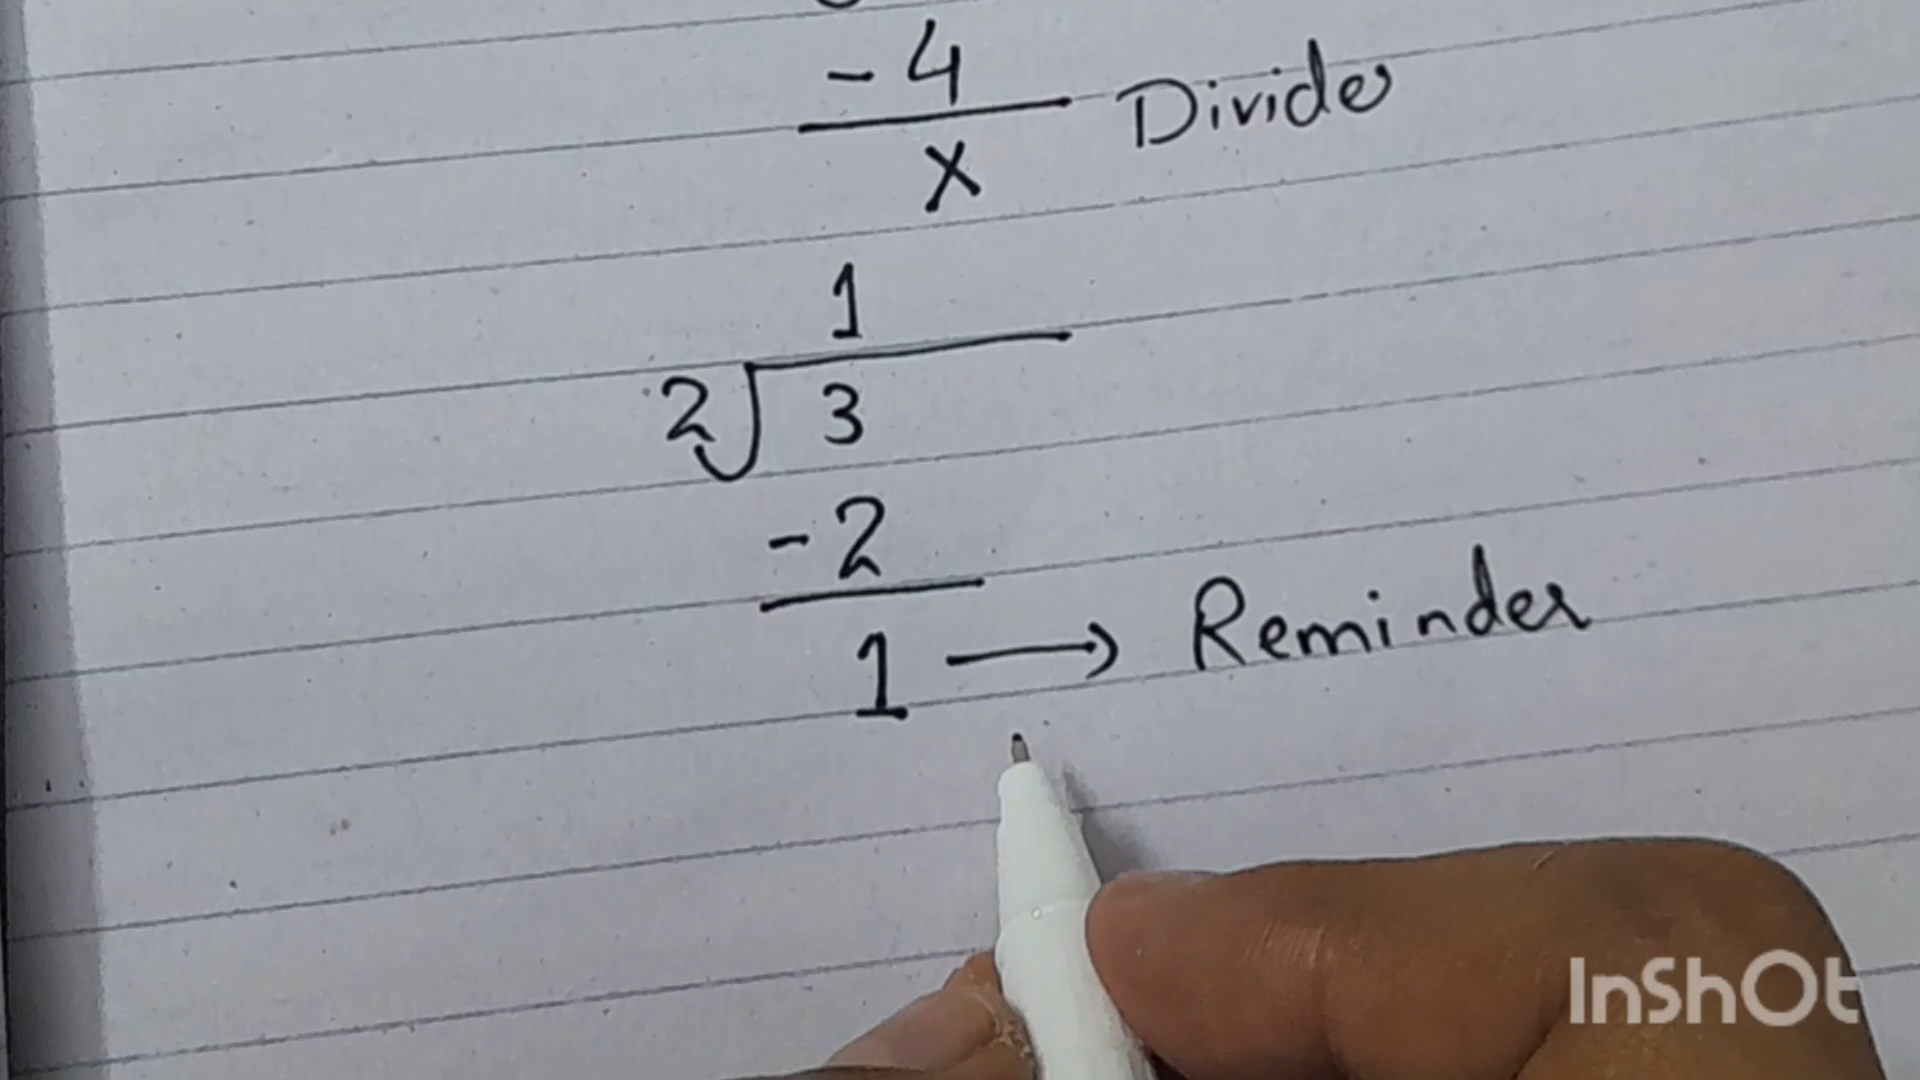 - 4
x Divide
1
2√3
- 2
1 → Reminder
InShOt